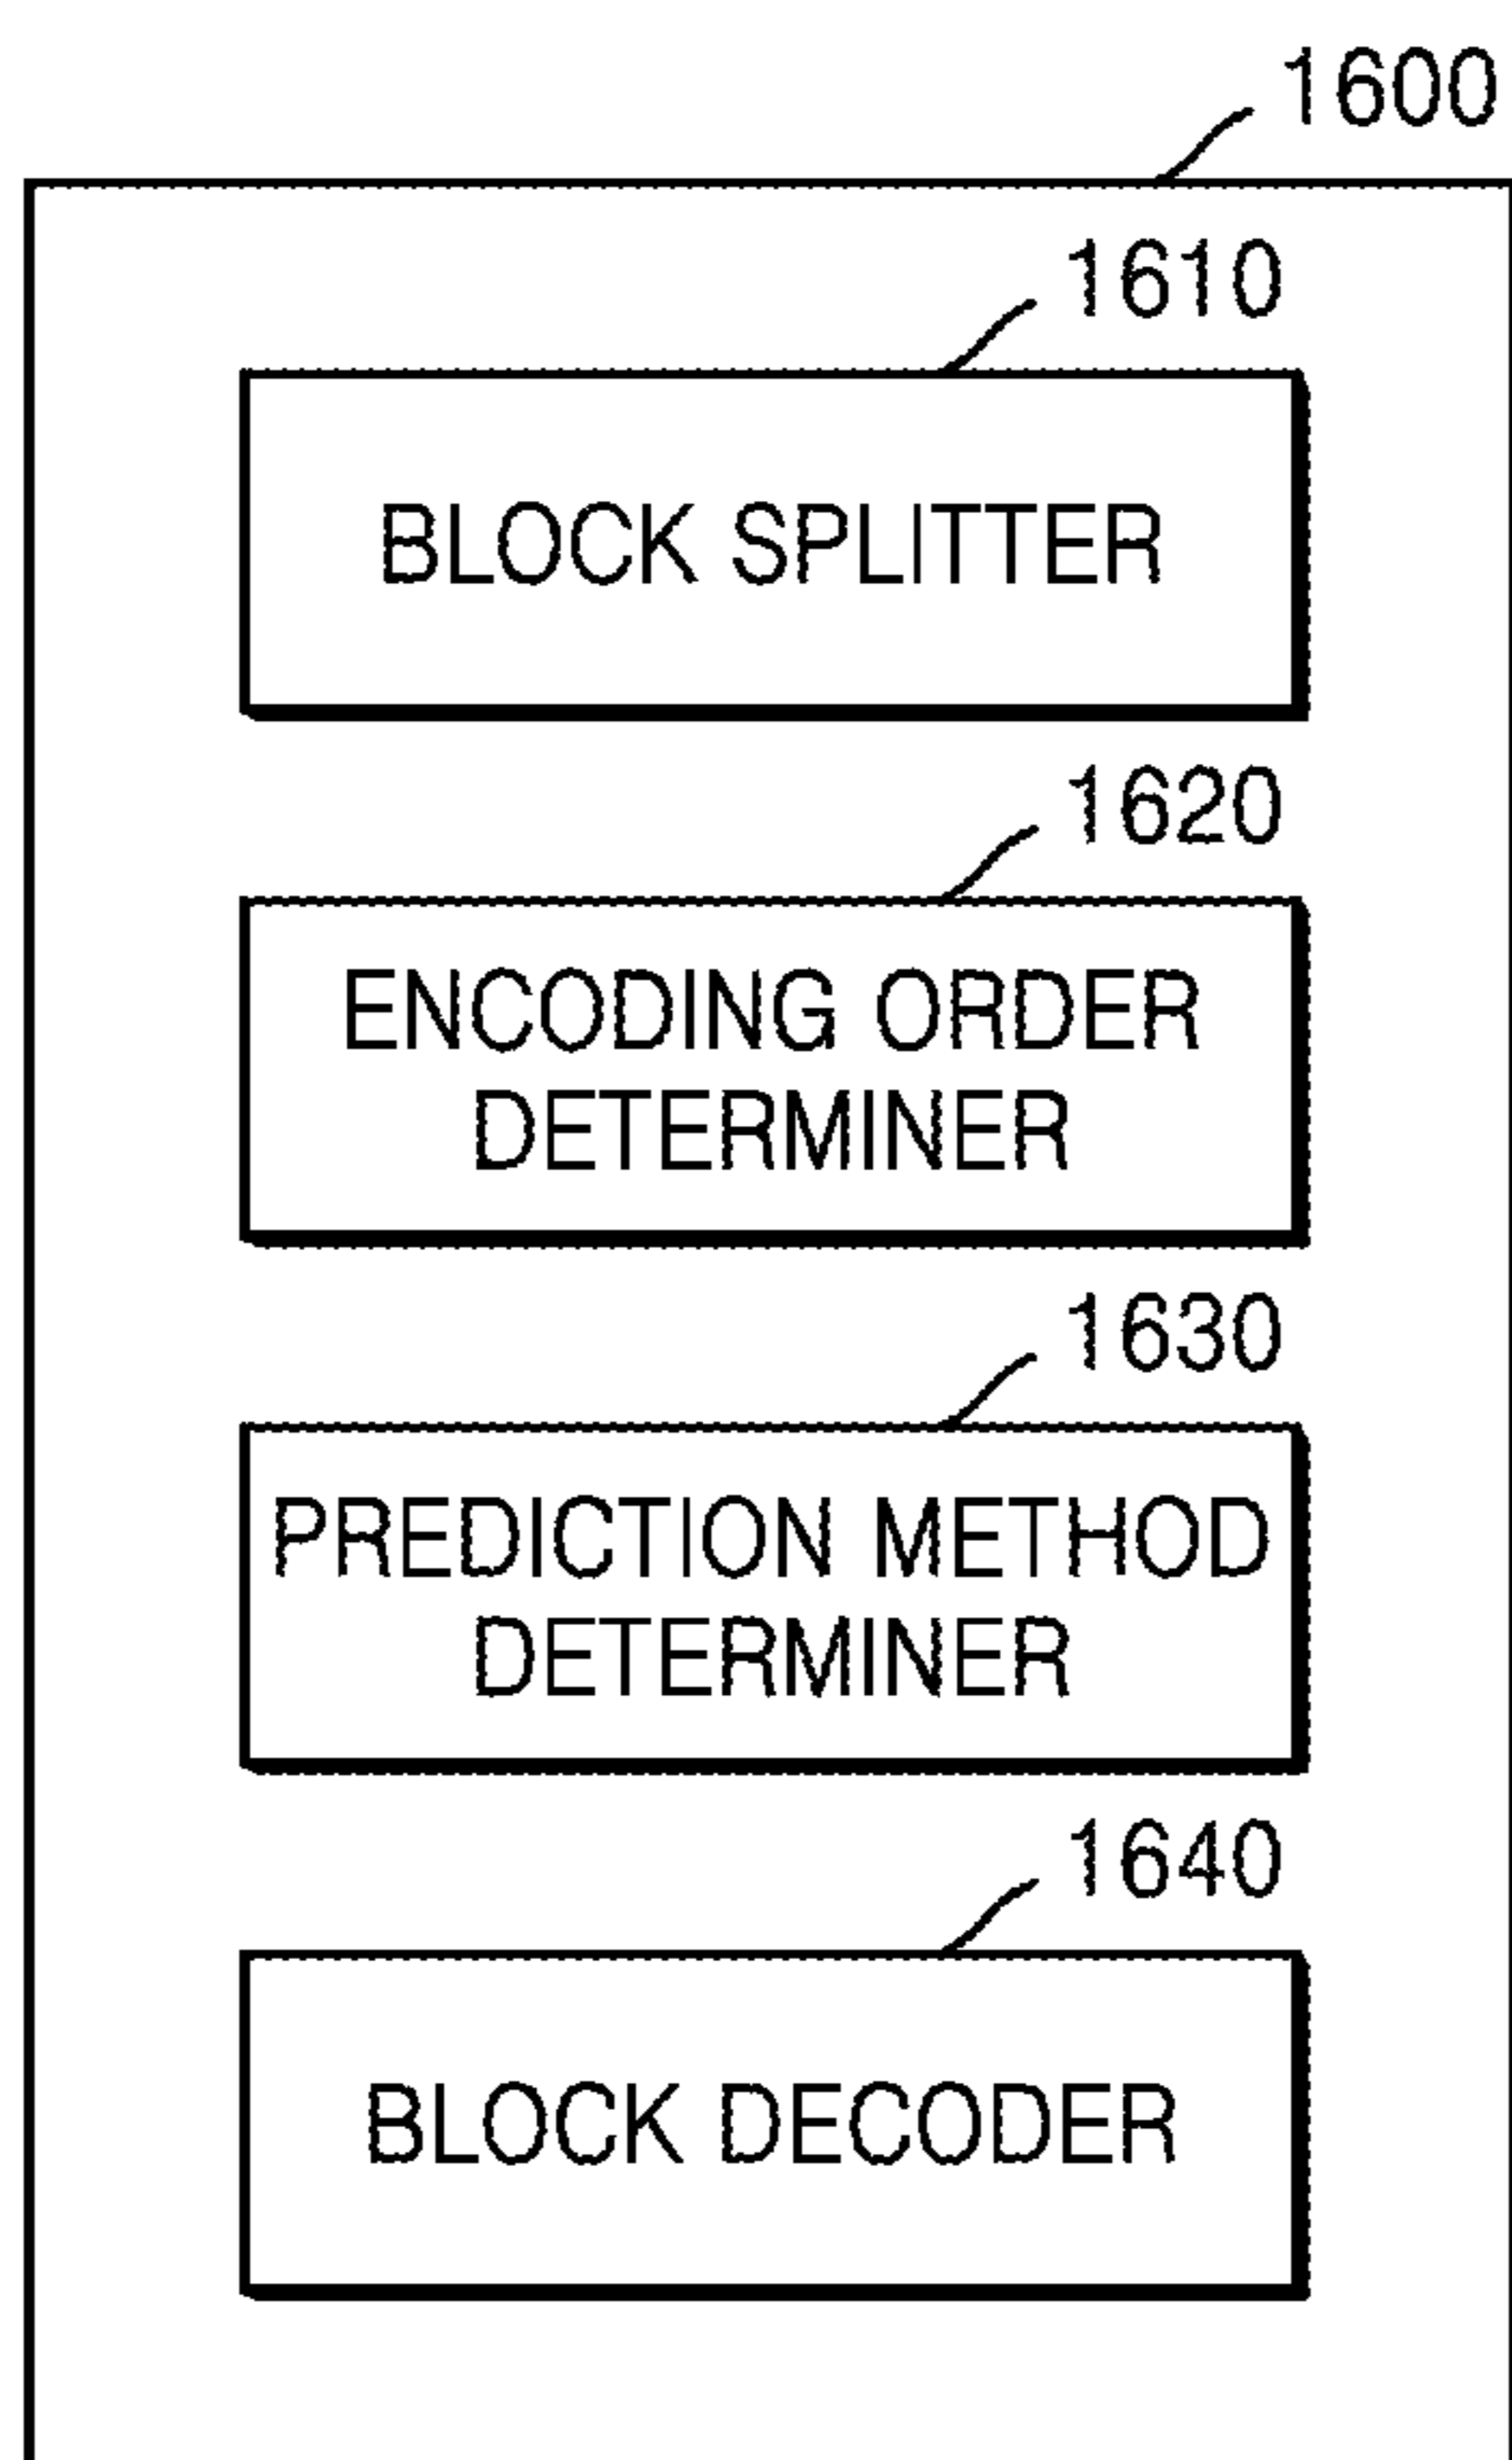 1600
1610
BLOCK SPLITTER
1620
ENCODING ORDER
DETERMINER
1630
PREDICTION METHOD
DETERMINER
1640
BLOCK DECODER